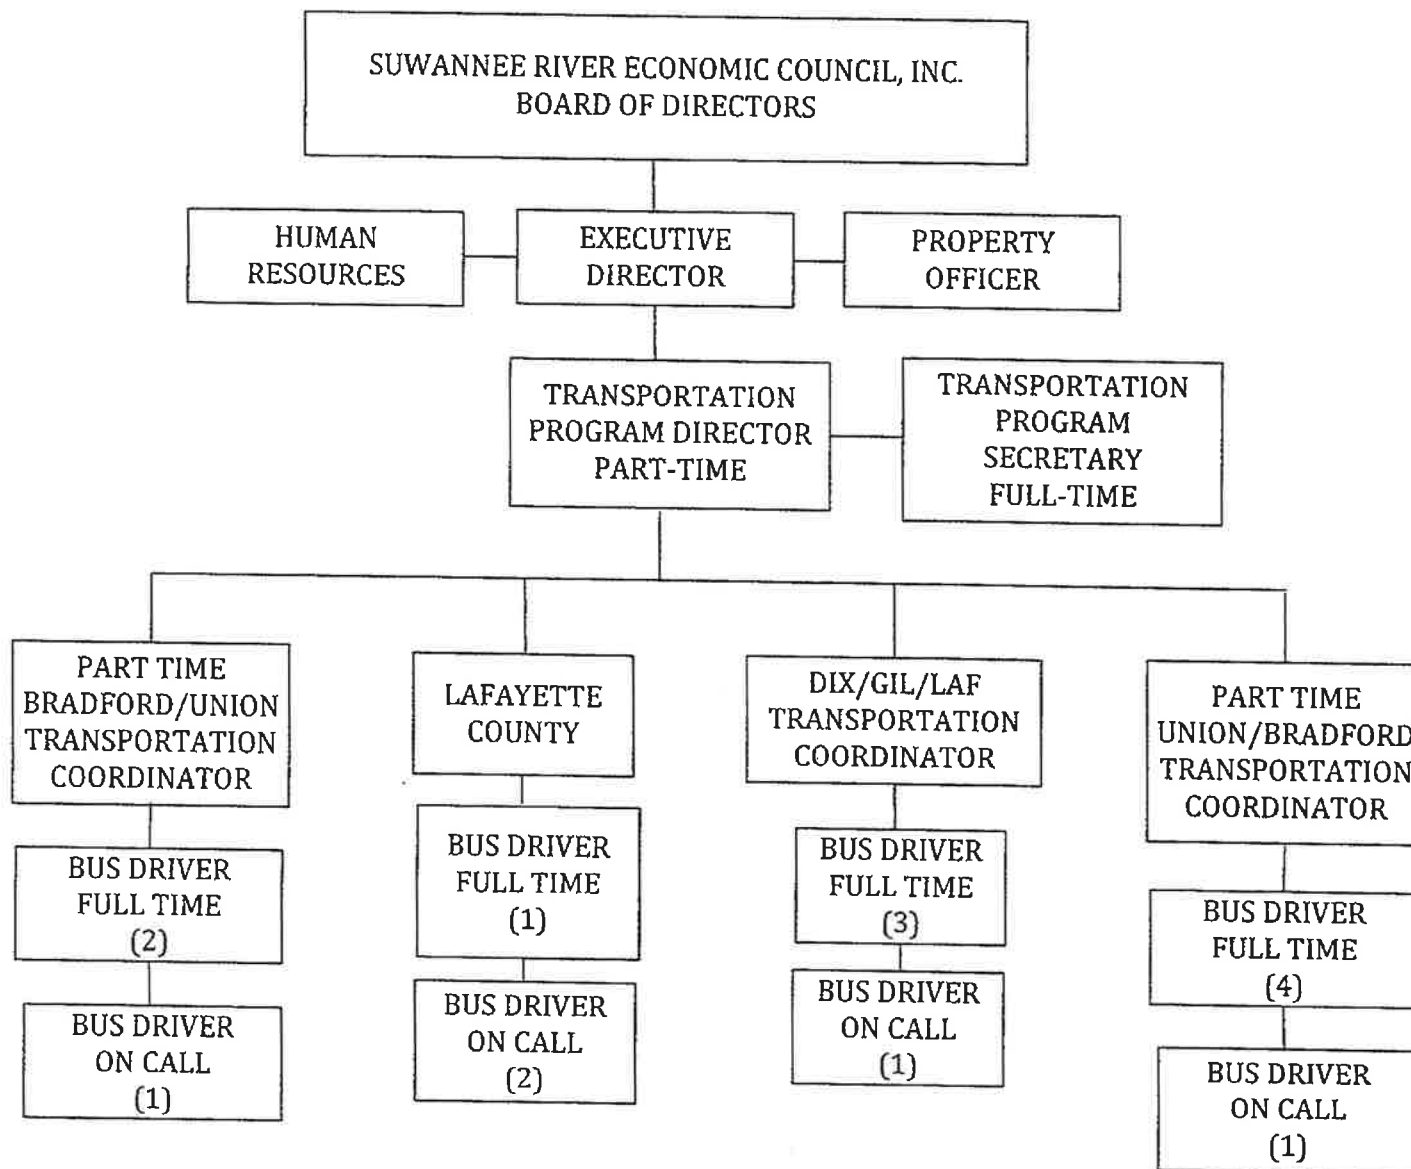 SUWANNEE RIVER ECONOMIC COUNCIL, INC.
BOARD OF DIRECTORS
HUMAN
RESOURCES
EXECUTIVE
DIRECTOR
PROPERTY
OFFICER
TRANSPORTATION
PROGRAM DIRECTOR
PART-TIME
TRANSPORTATION
PROGRAM
SECRETARY
FULL-TIME
PART TIME
BRADFORD/UNION
TRANSPORTATION
COORDINATOR
BUS DRIVER
FULL TIME
(2)
BUS DRIVER
ON CALL
(1)
LAFAYETTE
COUNTY
BUS DRIVER
FULL TIME
(1)
BUS DRIVER
ON CALL
(2)
DIX/GIL/LAF
TRANSPORTATION
COORDINATOR
BUS DRIVER
FULL TIME
(3)
BUS DRIVER
ON CALL
(1)
PART TIME
UNION/BRADFORD
TRANSPORTATION
COORDINATOR
BUS DRIVER
FULL TIME
(4)
BUS DRIVER
ON CALL
(1)